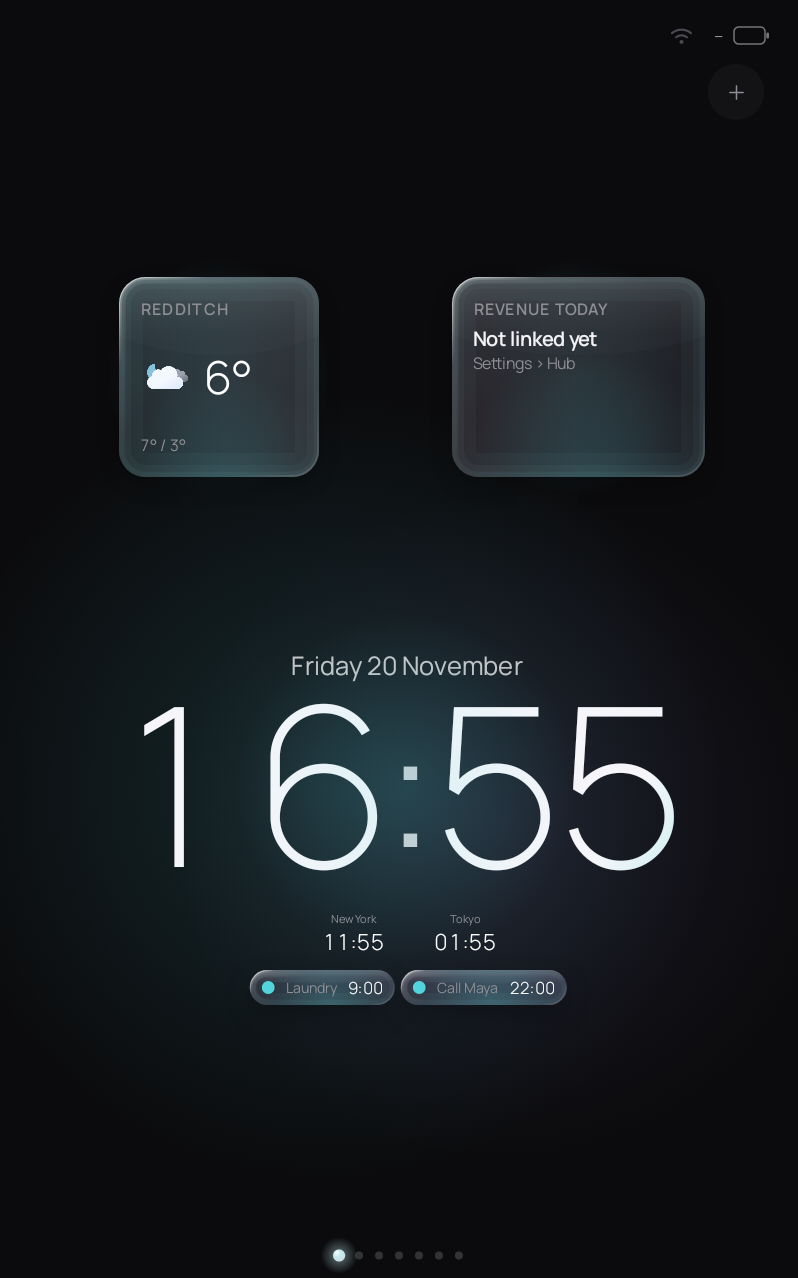 –
+
REDDITCH
6°
7° / 3°
REVENUE TODAY
Not linked yet
Settings › Hub
Friday 20 November
16:55
New York
11:55
Tokyo
01:55
Laundry 9:00
Call Maya 22:00